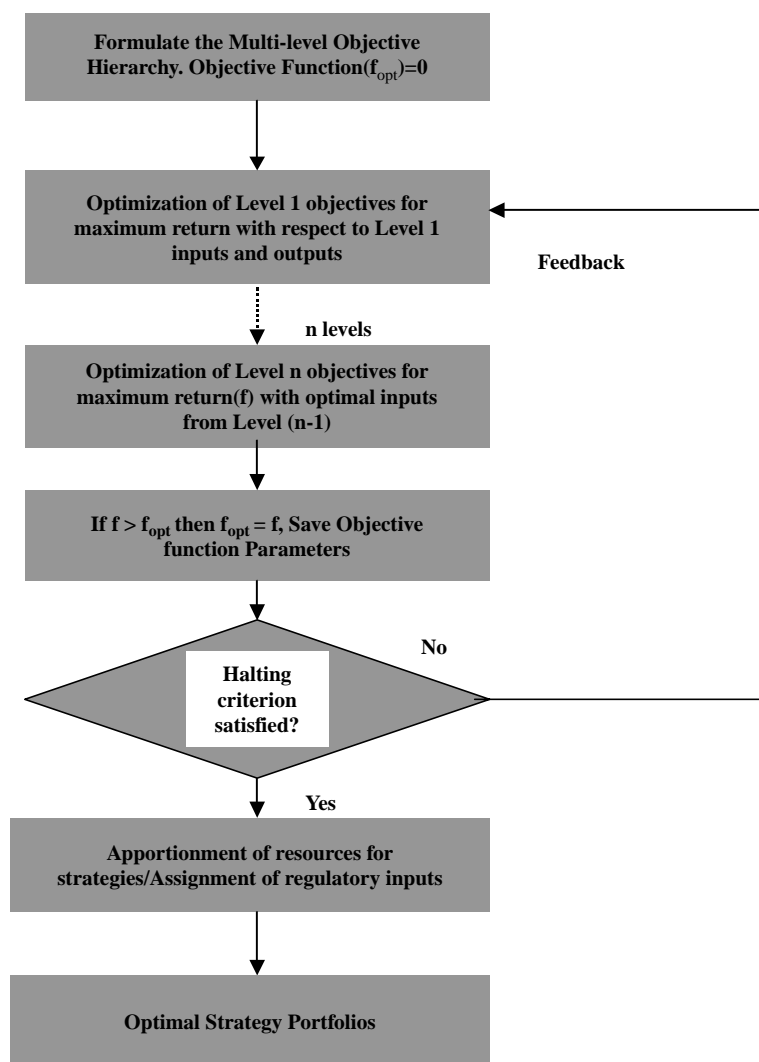 Formulate the Multi-level Objective
Hierarchy. Objective Function(fopt)=0
Optimization of Level 1 objectives for
maximum return with respect to Level 1
inputs and outputs
Feedback
n levels
Optimization of Level n objectives for
maximum return(f) with optimal inputs
from Level (n-1)
If f > fopt then fopt = f, Save Objective
function Parameters
No
Halting
criterion
satisfied?
Yes
Apportionment of resources for
strategies/Assignment of regulatory inputs
Optimal Strategy Portfolios